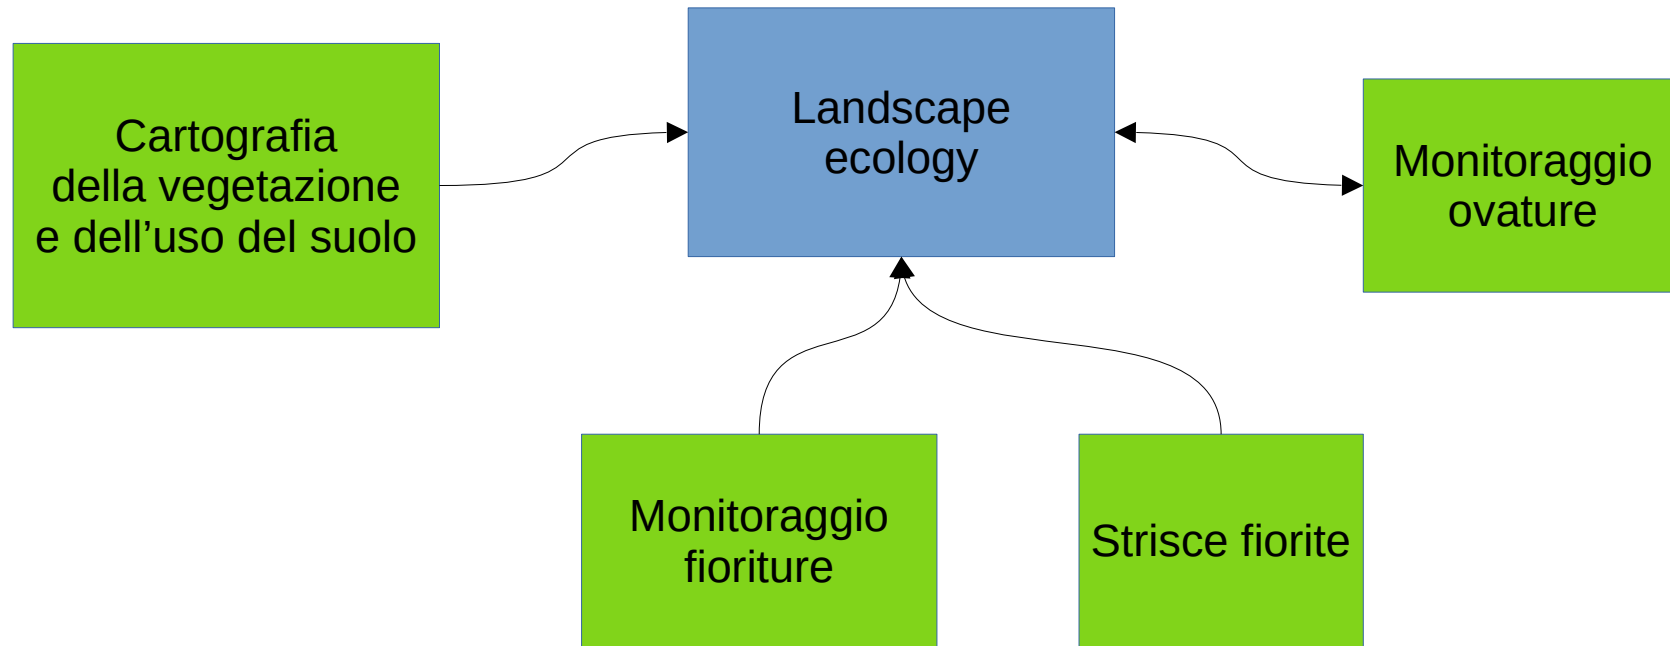 Cartografia
della vegetazione
e dell’uso del suolo
Landscape
ecology
Monitoraggio
ovature
Monitoraggio
fioriture
Strisce fiorite